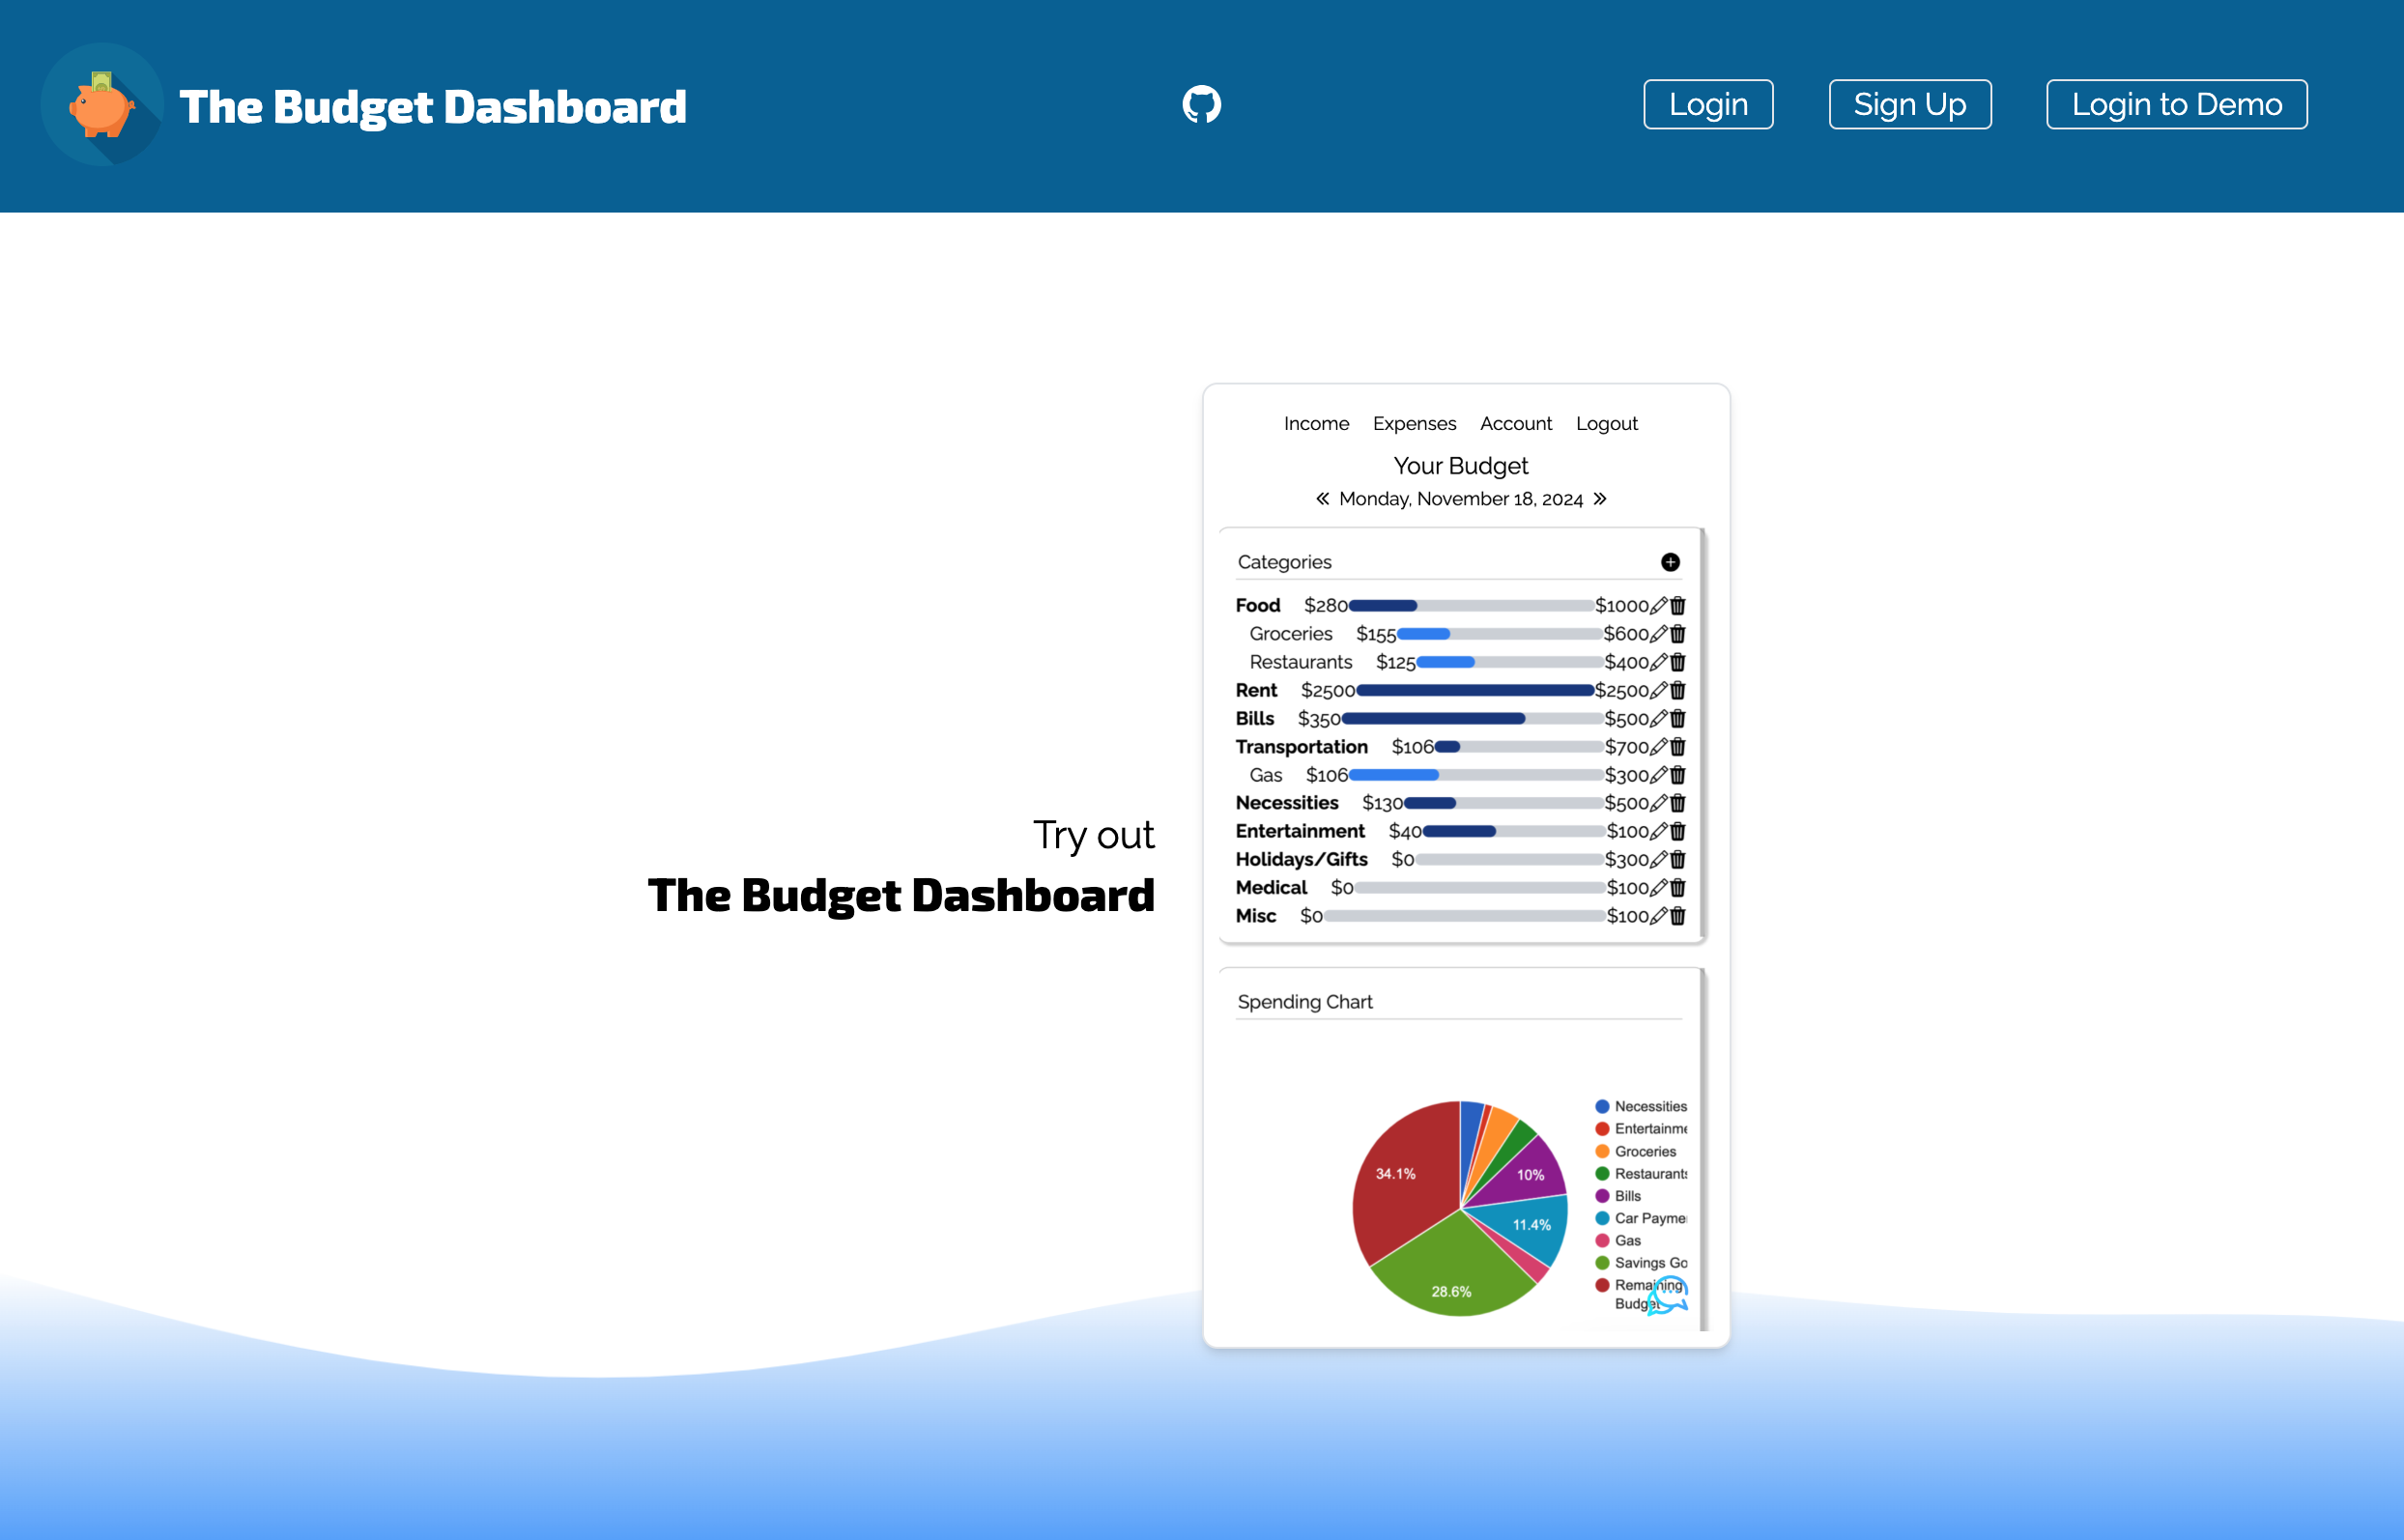 The Budget Dashboard
Login
Sign Up
Login to Demo
Try out
The Budget Dashboard
Income Expenses Account Logout
Your Budget
« Monday, November 18, 2024 »
Categories
Food $280 $1000
Groceries $155 $600
Restaurants $125 $400
Rent $2500 $2500
Bills $350 $500
Transportation $106 $700
Gas $106 $300
Necessities $130 $500
Entertainment $40 $100
Holidays/Gifts $0 $300
Medical $0 $100
Misc $0 $100
Spending Chart
34.1%
10%
11.4%
28.6%
Necessities
Entertainme
Groceries
Restaurants
Bills
Car Payme
Gas
Savings Go
Remaining
Budget